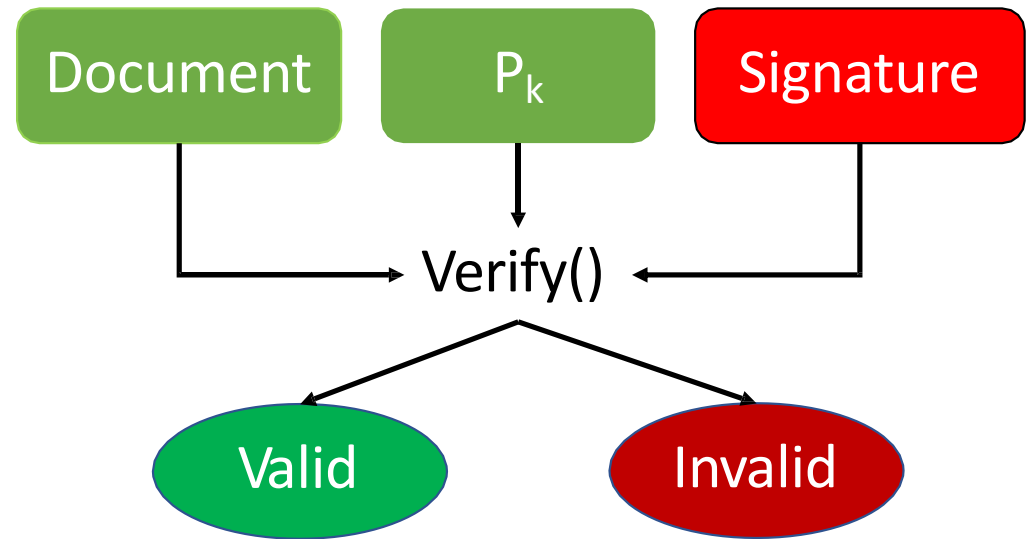 Document
Pk
Signature
Verify()
Valid
Invalid